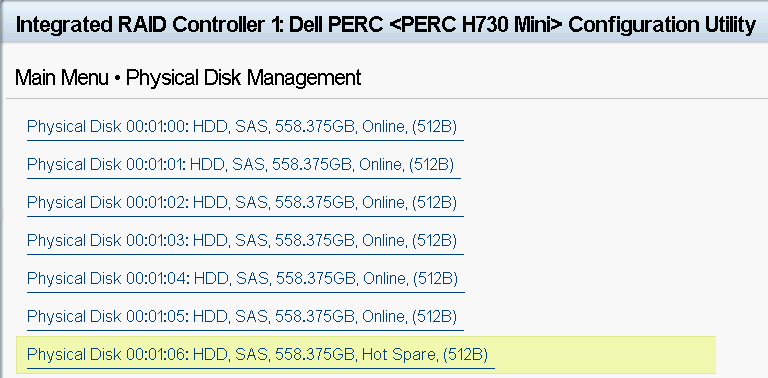 Integrated RAID Controller 1: Dell PERC <PERC H730 Mini> Configuration Utility
Main Menu • Physical Disk Management
Physical Disk 00:01:00: HDD, SAS, 558.375GB, Online, (512B)
Physical Disk 00:01:01: HDD, SAS, 558.375GB, Online, (512B)
Physical Disk 00:01:02: HDD, SAS, 558.375GB, Online, (512B)
Physical Disk 00:01:03: HDD, SAS, 558.375GB, Online, (512B)
Physical Disk 00:01:04: HDD, SAS, 558.375GB, Online, (512B)
Physical Disk 00:01:05: HDD, SAS, 558.375GB, Online, (512B)
Physical Disk 00:01:06: HDD, SAS, 558.375GB, Hot Spare, (512B)